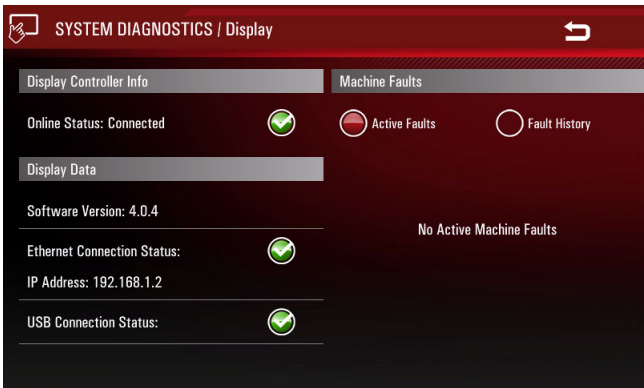 SYSTEM DIAGNOSTICS / Display
Display Controller Info
Online Status: Connected
Display Data
Software Version: 4.0.4
Ethernet Connection Status:
IP Address: 192.168.1.2
USB Connection Status:
Machine Faults
Active Faults
Fault History
No Active Machine Faults